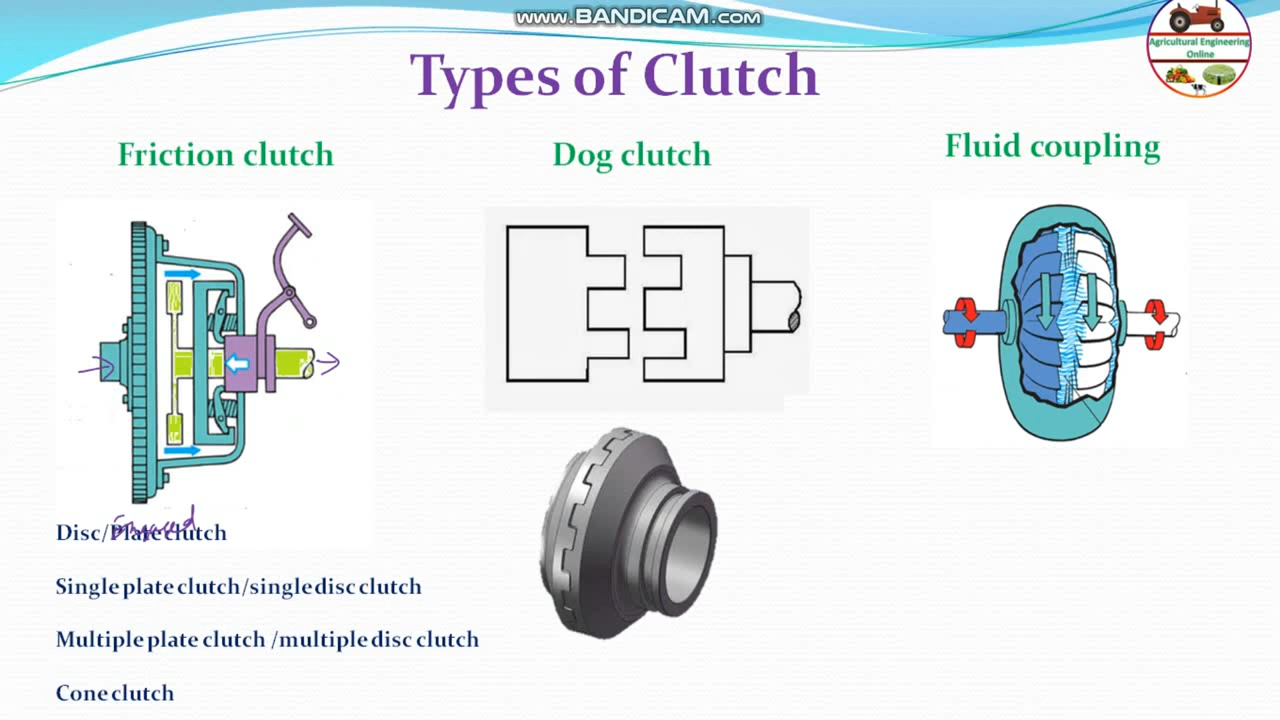 www.BANDICAM.com
Agricultural Engineering
Online
Types of Clutch
Friction clutch
Dog clutch
Fluid coupling
Disc/Plate clutch
Single plate clutch/single disc clutch
Multiple plate clutch /multiple disc clutch
Cone clutch